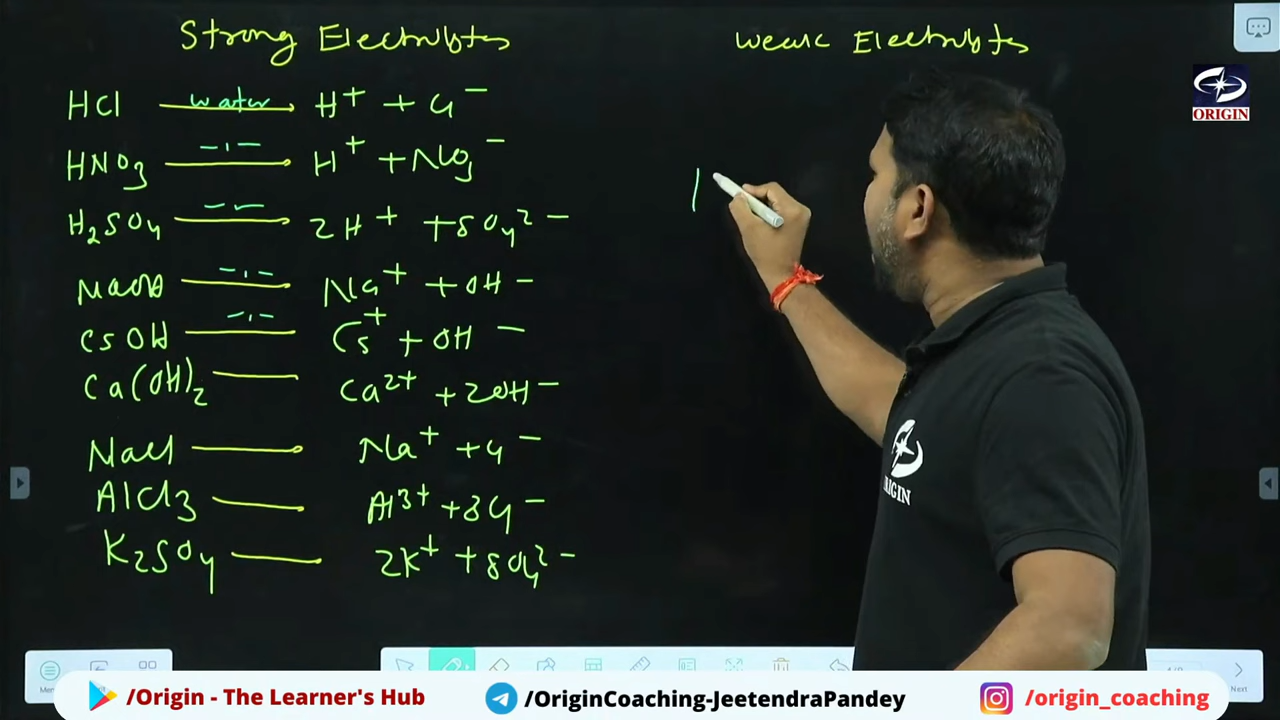 Strong Electrolytes
Weak Electrolytes
HCl water H+ + Cl-
HNO3 -"- H+ + NO3-
H2SO4 -"- 2H+ + SO4 2-
NaOH -"- Na+ + OH-
CsOH -"- Cs+ + OH-
Ca(OH)2 Ca2+ + 2OH-
NaCl Na+ + Cl-
AlCl3 Al3+ + 3Cl-
K2SO4 2K+ + SO4 2-
ORIGIN
ORIGIN
Next
/Origin - The Learner's Hub
/OriginCoaching-JeetendraPandey
/origin_coaching